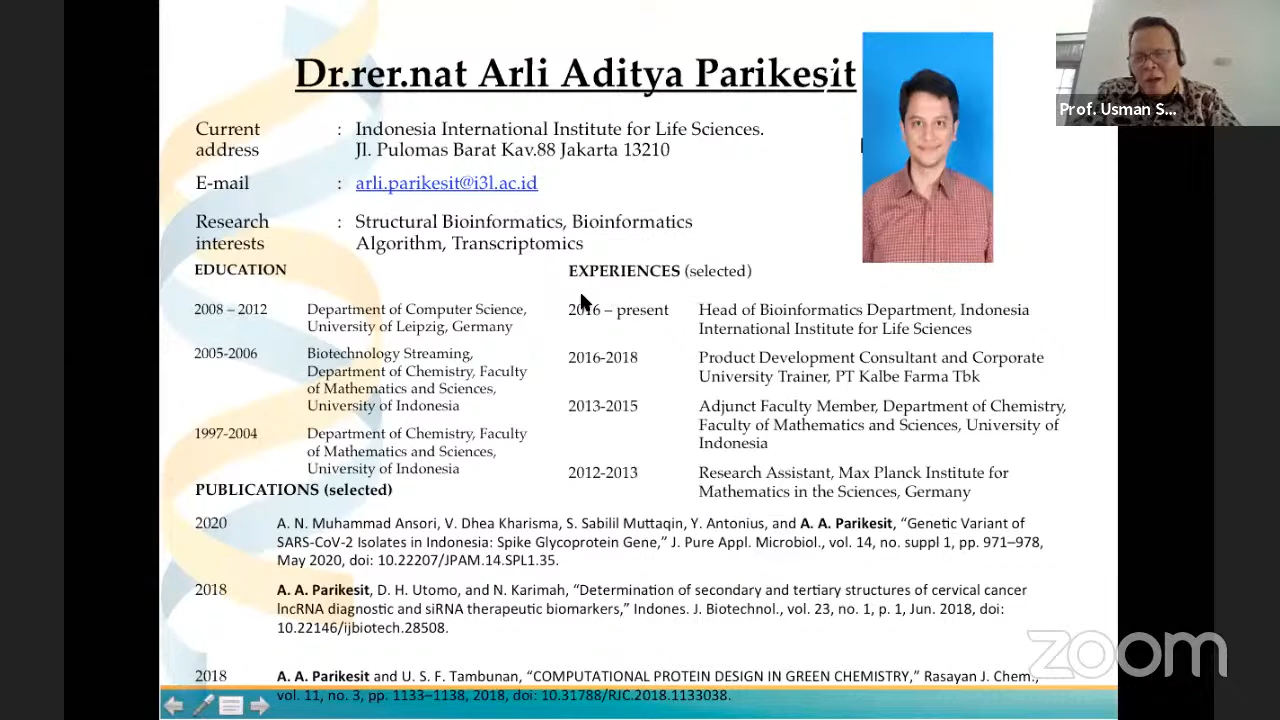 Dr.rer.nat Arli Aditya Parikesit
Prof. Usman S...
Current address : Indonesia International Institute for Life Sciences.
Jl. Pulomas Barat Kav.88 Jakarta 13210
E-mail : arli.parikesit@i3l.ac.id
Research interests : Structural Bioinformatics, Bioinformatics
Algorithm, Transcriptomics
EDUCATION
2008 – 2012 Department of Computer Science,
University of Leipzig, Germany
2005-2006 Biotechnology Streaming,
Department of Chemistry, Faculty
of Mathematics and Sciences,
University of Indonesia
1997-2004 Department of Chemistry, Faculty
of Mathematics and Sciences,
University of Indonesia
EXPERIENCES (selected)
2016 – present Head of Bioinformatics Department, Indonesia
International Institute for Life Sciences
2016-2018 Product Development Consultant and Corporate
University Trainer, PT Kalbe Farma Tbk
2013-2015 Adjunct Faculty Member, Department of Chemistry,
Faculty of Mathematics and Sciences, University of
Indonesia
2012-2013 Research Assistant, Max Planck Institute for
Mathematics in the Sciences, Germany
PUBLICATIONS (selected)
2020 A. N. Muhammad Ansori, V. Dhea Kharisma, S. Sabilil Muttaqin, Y. Antonius, and A. A. Parikesit, “Genetic Variant of
SARS-CoV-2 Isolates in Indonesia: Spike Glycoprotein Gene,” J. Pure Appl. Microbiol., vol. 14, no. suppl 1, pp. 971–978,
May 2020, doi: 10.22207/JPAM.14.SPL1.35.
2018 A. A. Parikesit, D. H. Utomo, and N. Karimah, “Determination of secondary and tertiary structures of cervical cancer
lncRNA diagnostic and siRNA therapeutic biomarkers,” Indones. J. Biotechnol., vol. 23, no. 1, p. 1, Jun. 2018, doi:
10.22146/ijbiotech.28508.
2018 A. A. Parikesit and U. S. F. Tambunan, “COMPUTATIONAL PROTEIN DESIGN IN GREEN CHEMISTRY,” Rasayan J. Chem.,
vol. 11, no. 3, pp. 1133–1138, 2018, doi: 10.31788/RJC.2018.1133038.
zoom